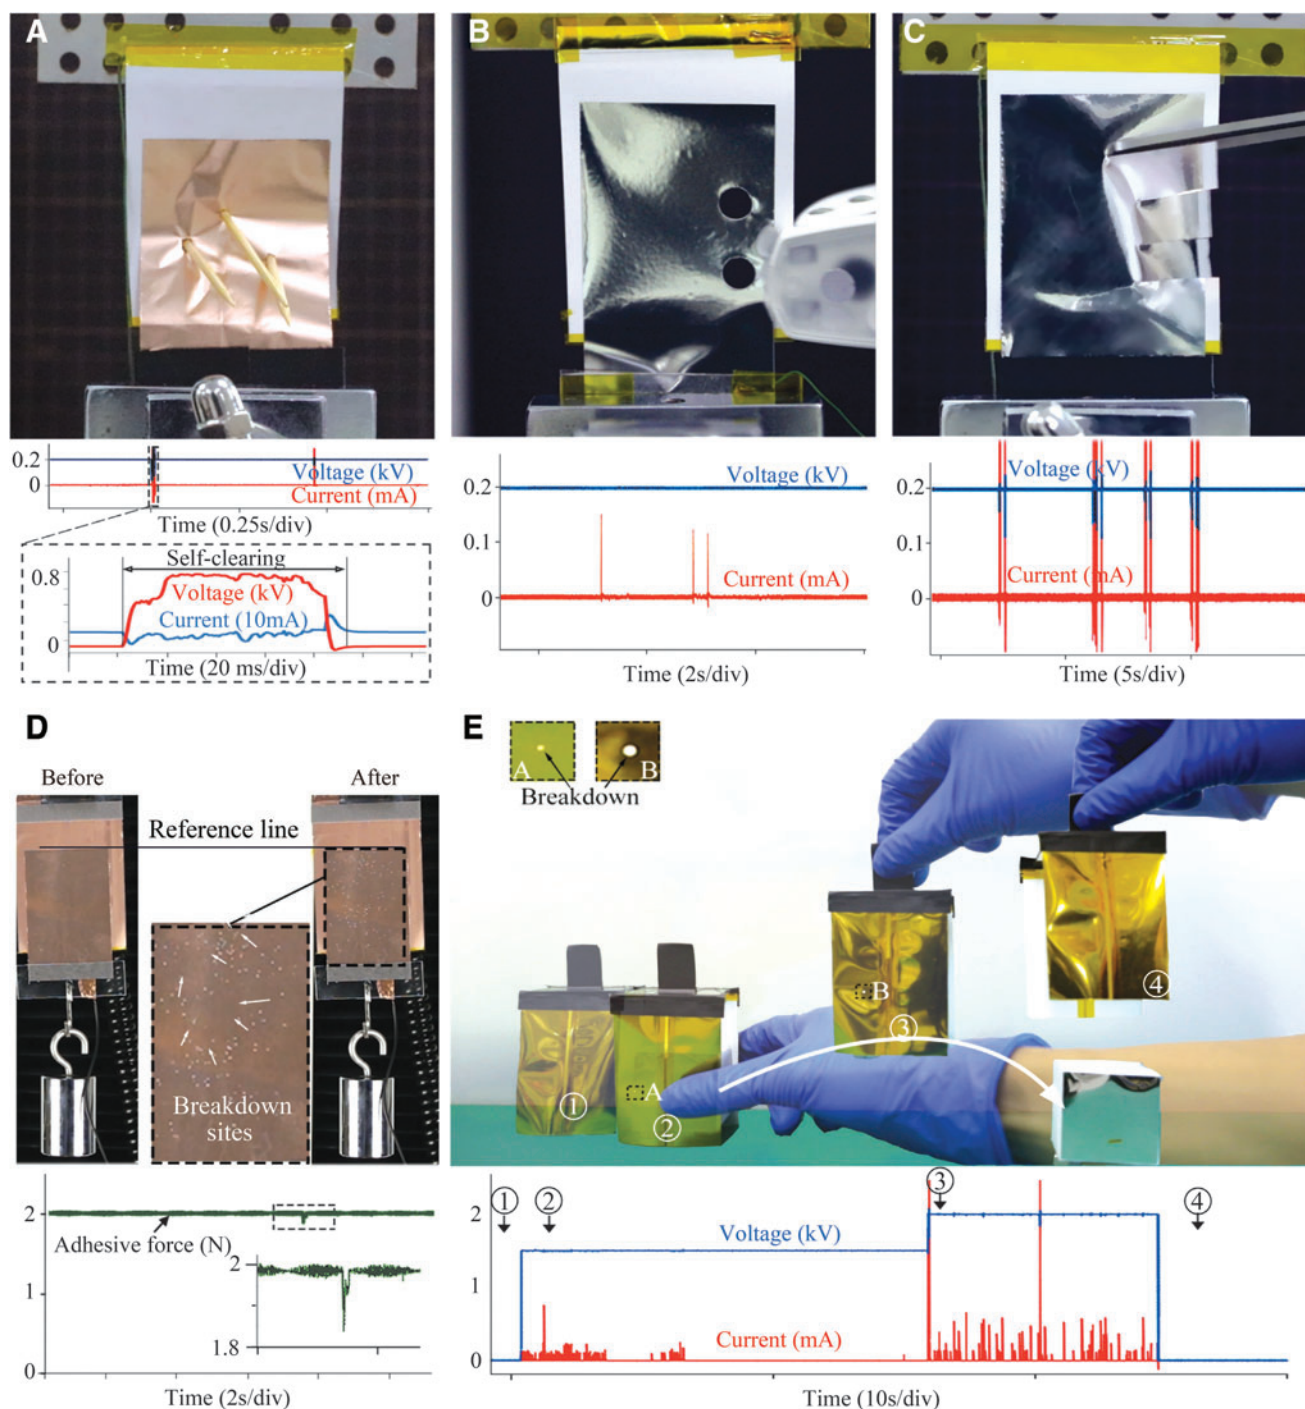 A
B
C
0.2
0
Voltage (kV)
Current (mA)
Time (0.25s/div)
Self-clearing
0.8
Voltage (kV)
Current (10mA)
0
Time (20 ms/div)
Voltage (kV)
0.2
0.1
Current (mA)
0
Time (2s/div)
Voltage (kV)
0.2
0.1
Current (mA)
0
Time (5s/div)
D
Before
After
Reference line
Breakdown
sites
2
Adhesive force (N)
2
1
1.8
0
Time (2s/div)
E
A
B
Breakdown
B
④
③
A
①
②
① ② ③ ④
2
Voltage (kV)
1
Current (mA)
0
Time (10s/div)